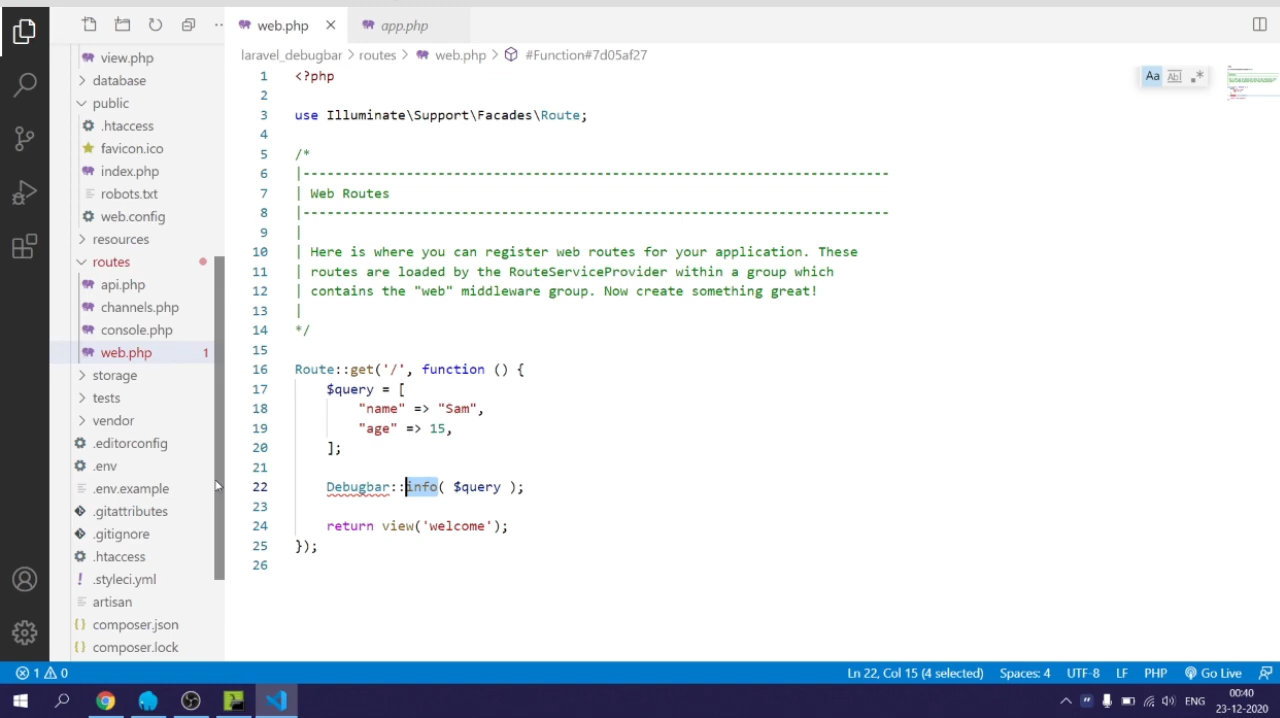 web.php
app.php
laravel_debugbar > routes > web.php > #Function#7d05af27
view.php
database
public
.htaccess
favicon.ico
index.php
robots.txt
web.config
resources
routes
api.php
channels.php
console.php
web.php 1
storage
tests
vendor
.editorconfig
.env
.env.example
.gitattributes
.gitignore
.htaccess
.styleci.yml
artisan
composer.json
composer.lock
1 <?php
2
3 use Illuminate\Support\Facades\Route;
4
5 /*
6 |--------------------------------------------------------------------------
7 | Web Routes
8 |--------------------------------------------------------------------------
9 |
10 | Here is where you can register web routes for your application. These
11 | routes are loaded by the RouteServiceProvider within a group which
12 | contains the "web" middleware group. Now create something great!
13 |
14 */
15
16 Route::get('/', function () {
17 $query = [
18 "name" => "Sam",
19 "age" => 15,
20 ];
21
22 Debugbar::info( $query );
23
24 return view('welcome');
25 });
26
Aa Abl .*
1 0
Ln 22, Col 15 (4 selected) Spaces: 4 UTF-8 LF PHP Go Live
ENG
00:40
23-12-2020